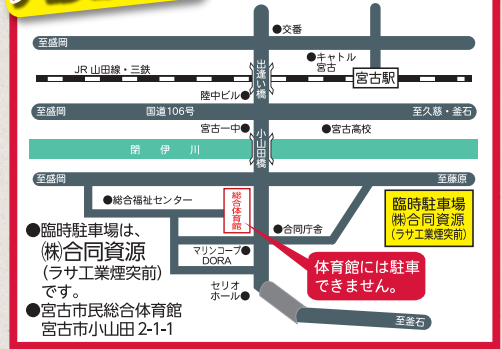 ●交番
至盛岡
JR 山田線・三鉄
出逢い橋
●キャトル
宮古
宮古駅
陸中ビル●
至盛岡
国道106号
至久慈・釜石
宮古一中●
小山田橋
●宮古高校
閉伊川
至盛岡
至藤原
●総合福祉センター
総合体育館
臨時駐車場
㈱合同資源
(ラサ工業煙突前)
●合同庁舎
マリンコープ●
DORA
体育館には駐車
できません。
セリオ
ホール●
至釜石
●臨時駐車場は、
㈱合同資源
(ラサ工業煙突前)
です。
●宮古市民総合体育館
宮古市小山田 2-1-1